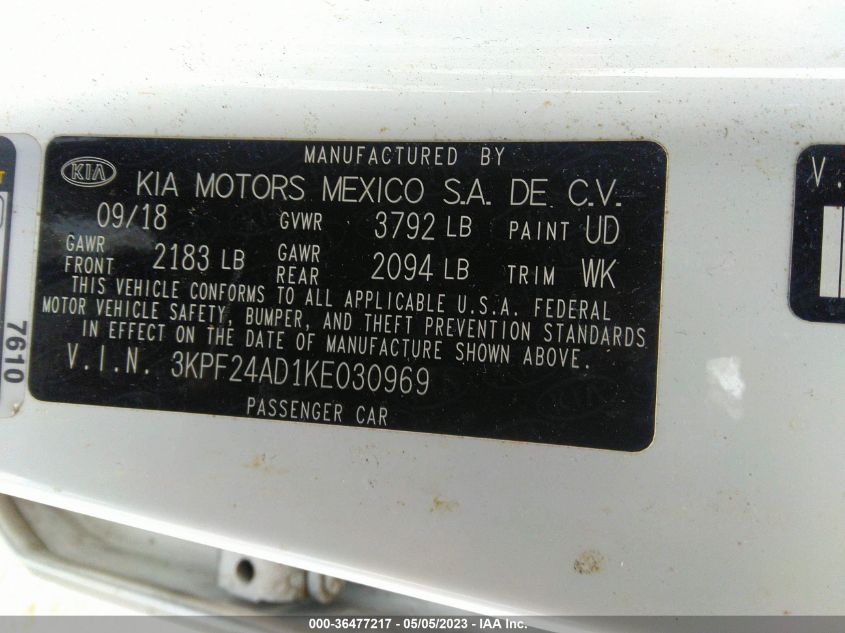 MANUFACTURED BY
KIA
KIA MOTORS MEXICO S.A. DE C.V.
09/18 GVWR 3792 LB PAINT UD
GAWR FRONT 2183 LB GAWR REAR 2094 LB TRIM WK
THIS VEHICLE CONFORMS TO ALL APPLICABLE U.S.A. FEDERAL
MOTOR VEHICLE SAFETY, BUMPER, AND THEFT PREVENTION STANDARDS
IN EFFECT ON THE DATE OF MANUFACTURE SHOWN ABOVE.
V.I.N. 3KPF24AD1KE030969
PASSENGER CAR
7610
V.
000-36477217 - 05/05/2023 - IAA Inc.